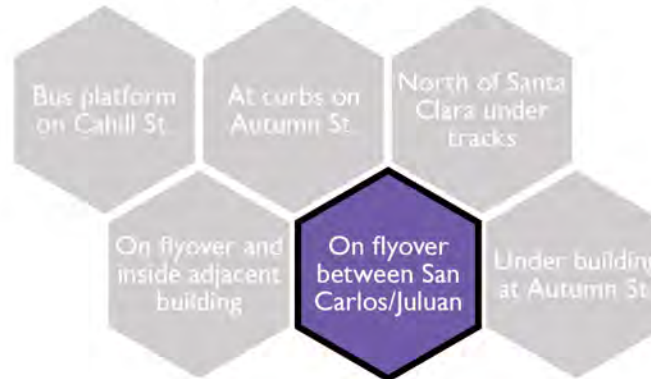 Bus platform
on Cahill St.
At curbs on
Autumn St.
North of Santa
Clara under
tracks
On flyover and
inside adjacent
building
On flyover
between San
Carlos/Juluan
Under building
at Autumn St.